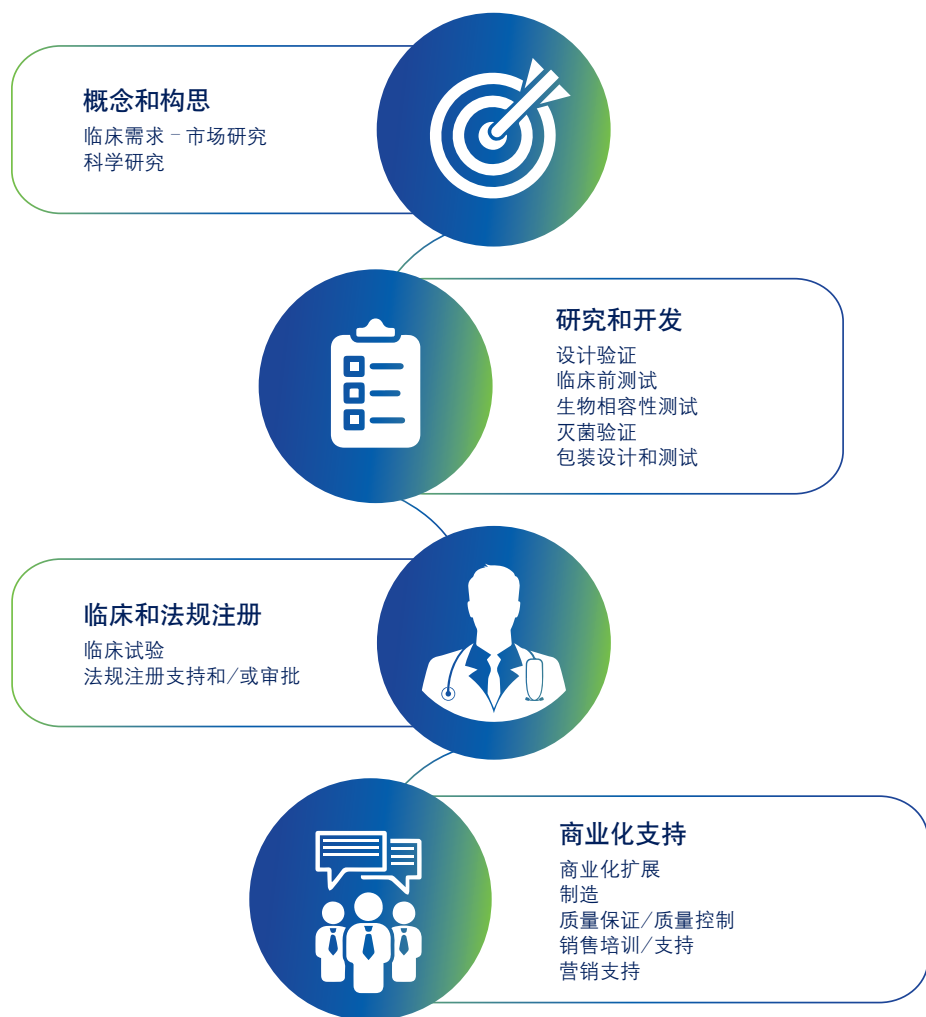 概念和构思
临床需求 - 市场研究
科学研究
研究和开发
设计验证
临床前测试
生物相容性测试
灭菌验证
包装设计和测试
临床和法规注册
临床试验
法规注册支持和/或审批
商业化支持
商业化扩展
制造
质量保证/质量控制
销售培训/支持
营销支持